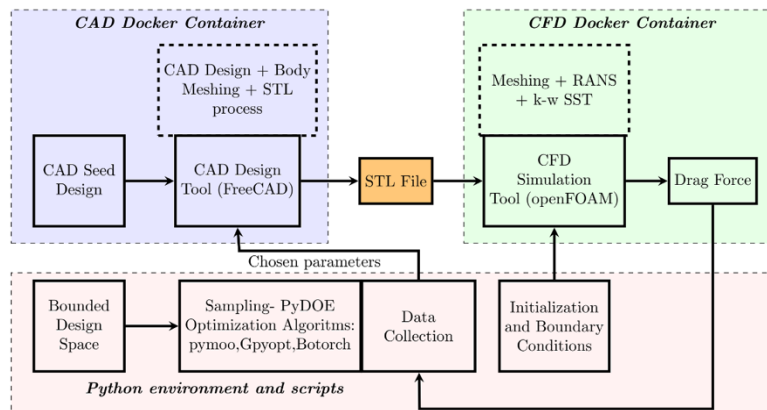 CAD Docker Container
CFD Docker Container
CAD Design + Body
Meshing + STL
process
Meshing + RANS
+ k-w SST
CAD Seed
Design
CAD Design
Tool (FreeCAD)
STL File
CFD
Simulation
Tool (openFOAM)
Drag Force
Chosen parameters
Bounded
Design
Space
Sampling- PyDOE
Optimization Algoritms:
pymoo,Gpyopt,Botorch
Data
Collection
Initialization
and Boundary
Conditions
Python environment and scripts